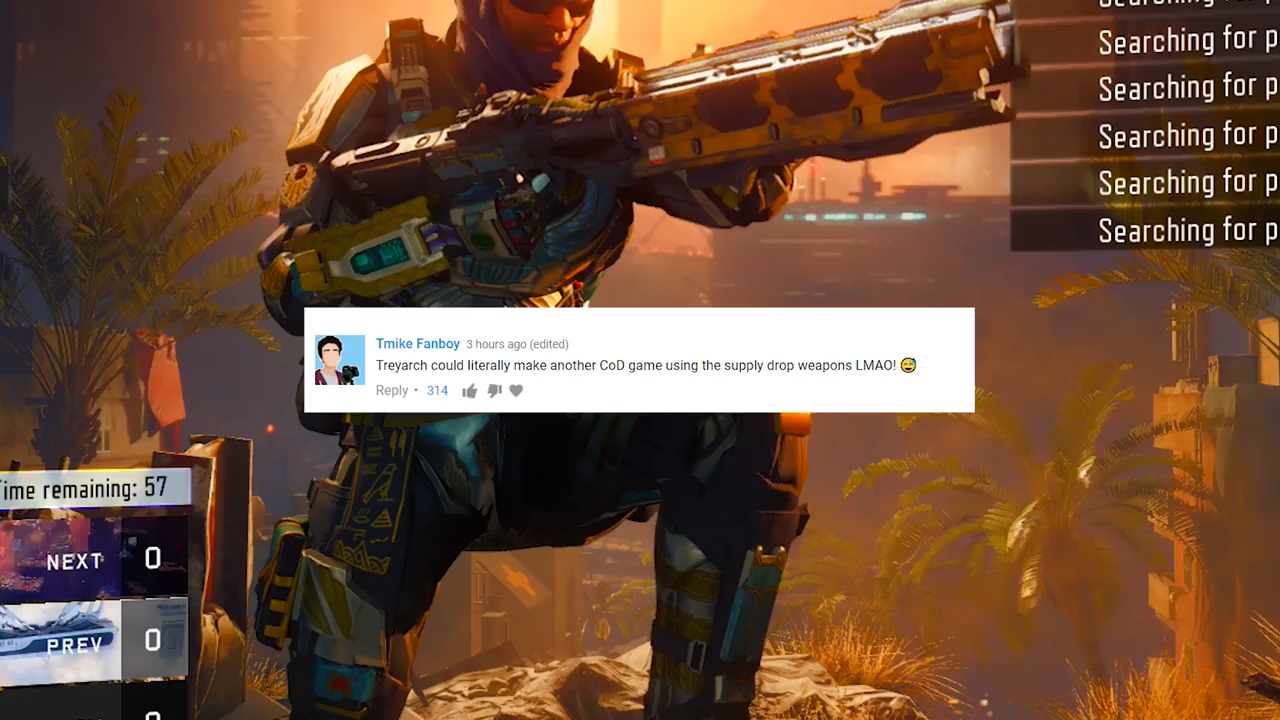 Searching for p
Searching for p
Searching for p
Searching for p
Searching for p
Tmike Fanboy 3 hours ago (edited)
Treyarch could literally make another CoD game using the supply drop weapons LMAO! 😅
Reply • 314
Time remaining: 57
NEXT 0
PREV 0